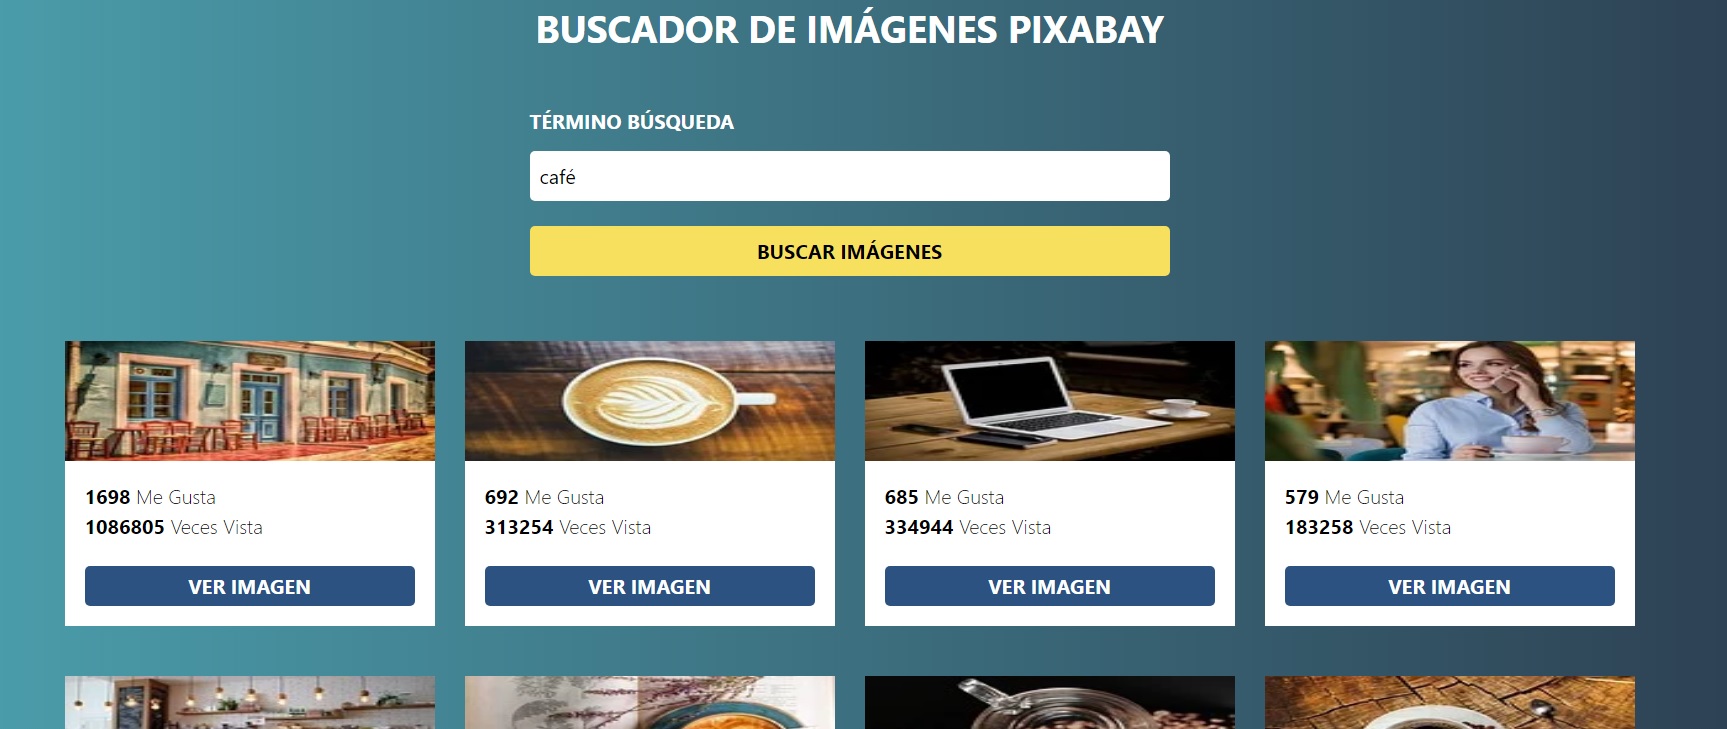 BUSCADOR DE IMÁGENES PIXABAY
TÉRMINO BÚSQUEDA
café
BUSCAR IMÁGENES
1698 Me Gusta
1086805 Veces Vista
VER IMAGEN
692 Me Gusta
313254 Veces Vista
VER IMAGEN
685 Me Gusta
334944 Veces Vista
VER IMAGEN
579 Me Gusta
183258 Veces Vista
VER IMAGEN